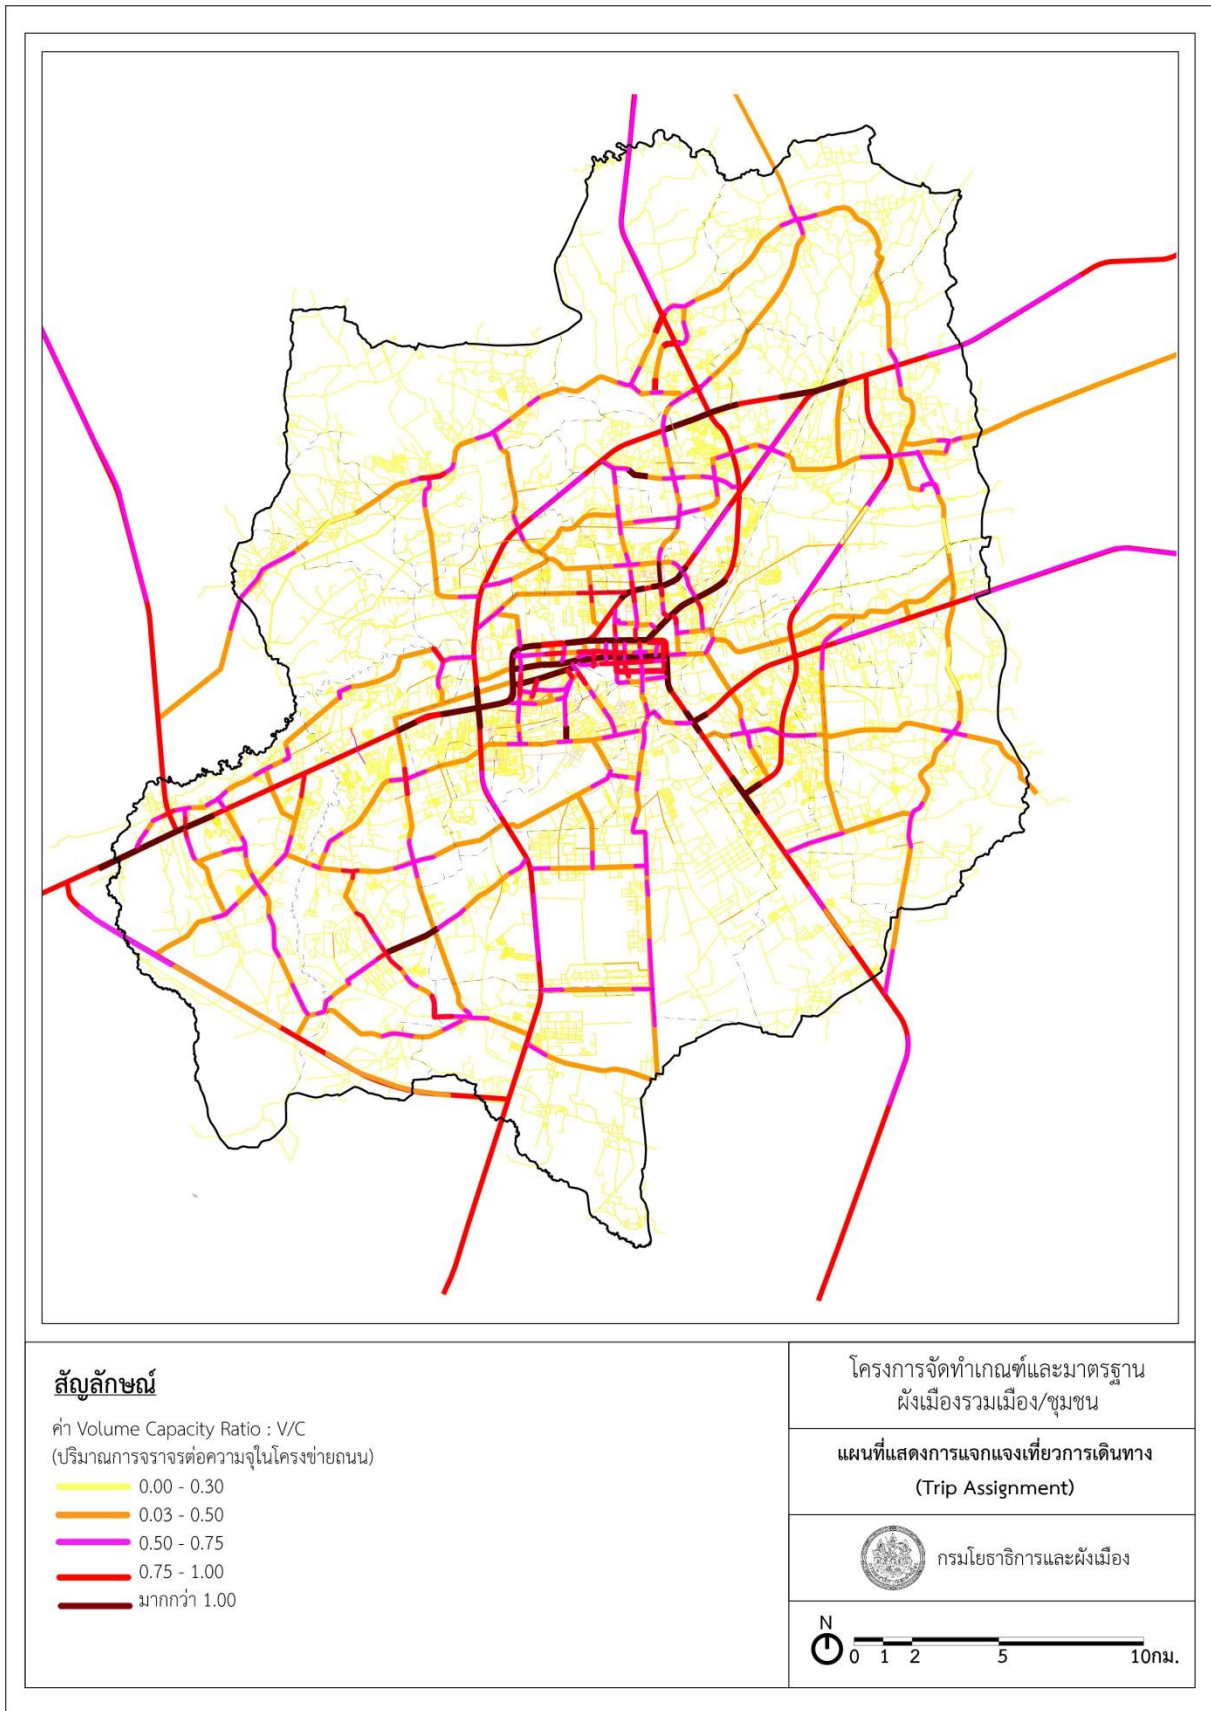 สัญลักษณ์
ค่า Volume Capacity Ratio : V/C
(ปริมาณการจราจรต่อความจุในโครงข่ายถนน)
0.00 - 0.30
0.03 - 0.50
0.50 - 0.75
0.75 - 1.00
มากกว่า 1.00
โครงการจัดทำเกณฑ์และมาตรฐาน
ผังเมืองรวมเมือง/ชุมชน
แผนที่แสดงการแจกแจงเที่ยวการเดินทาง
(Trip Assignment)
กรมโยธาธิการและผังเมือง
N
0 1 2 5 10กม.